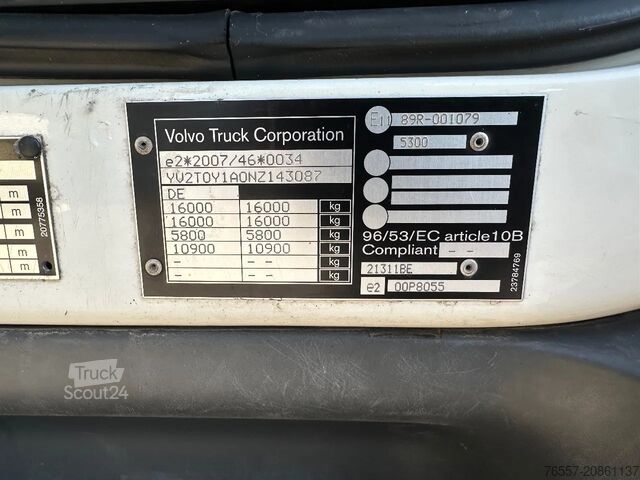 Volvo Truck Corporation
e2*2007/46*0034
YV2T0Y1A0NZ143087
DE
16000 16000 kg
16000 16000 kg
5800 5800 kg
10900 10900 kg
- - - - kg
- - - - kg
E11 89R-001079
5300
96/53/EC article10B
Compliant - -
21311BE
e2 00P8055
23784769
m
m
m
m
m
20775358
Truck
Scout24
76557-20861137